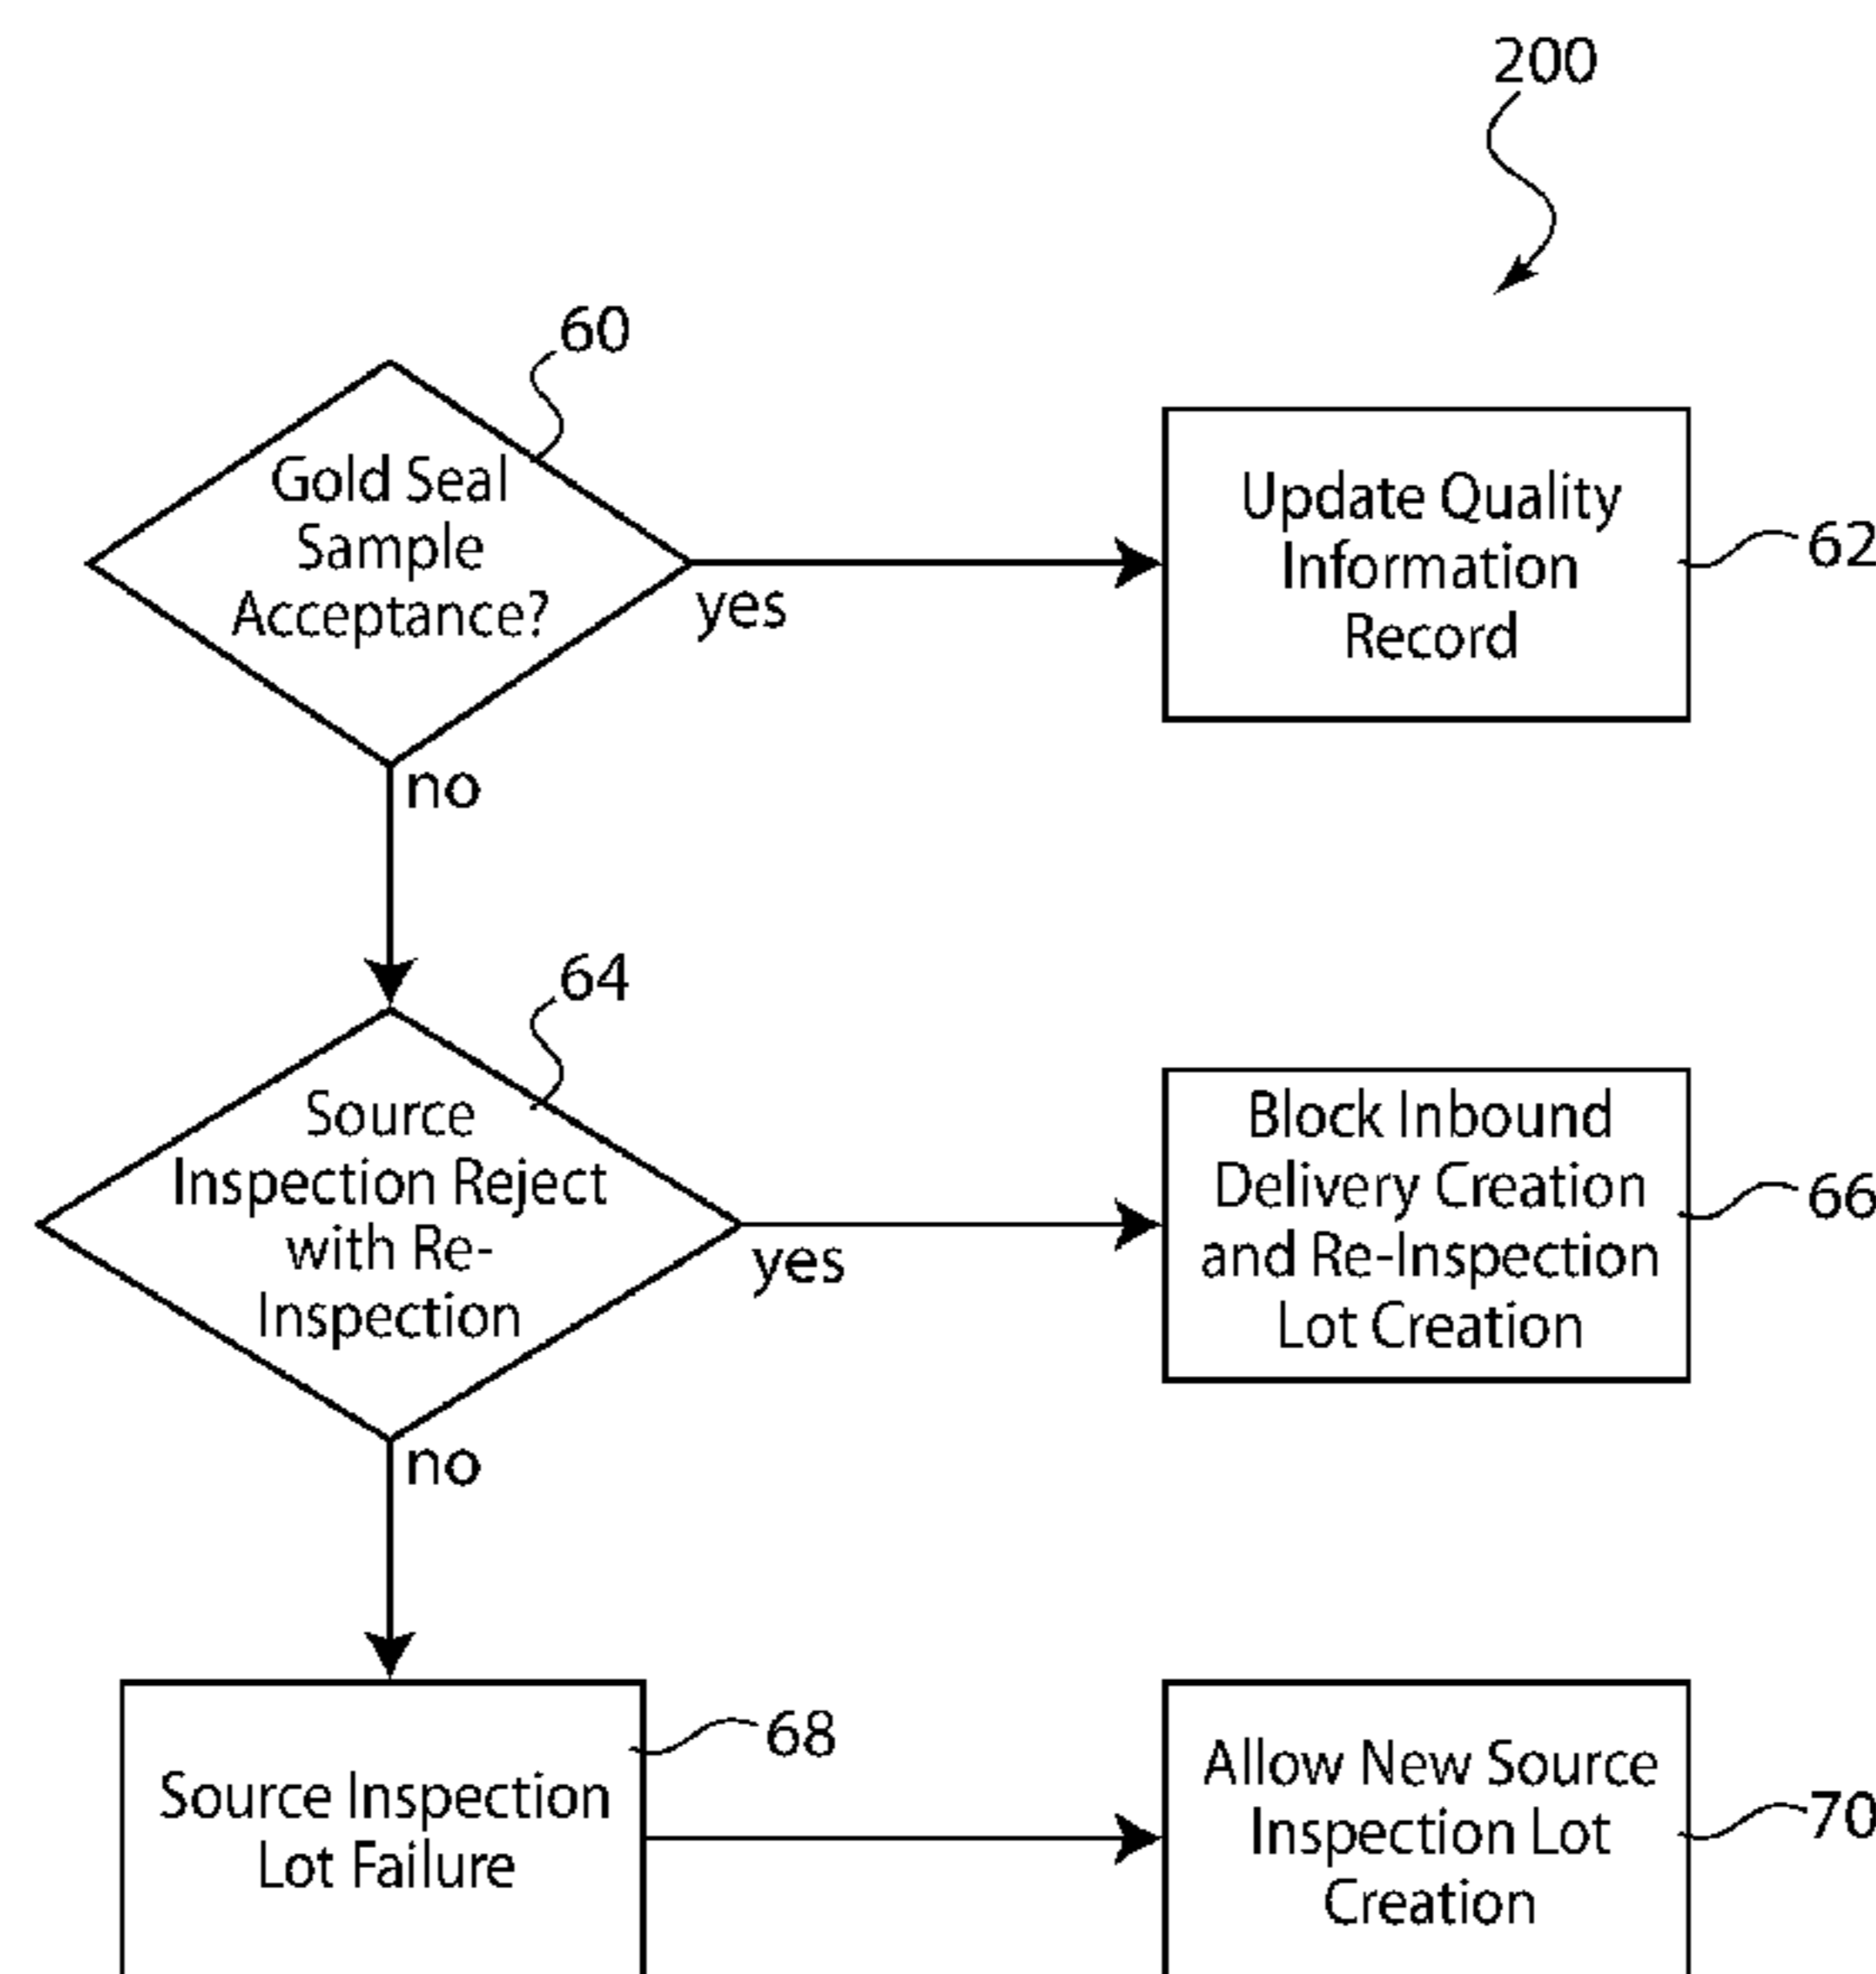 200
60
Gold Seal
Sample
Acceptance?
yes
no
Update Quality
Information
Record
62
64
Source
Inspection Reject
with Re-
Inspection
yes
no
Block Inbound
Delivery Creation
and Re-Inspection
Lot Creation
66
68
Source Inspection
Lot Failure
Allow New Source
Inspection Lot
Creation
70